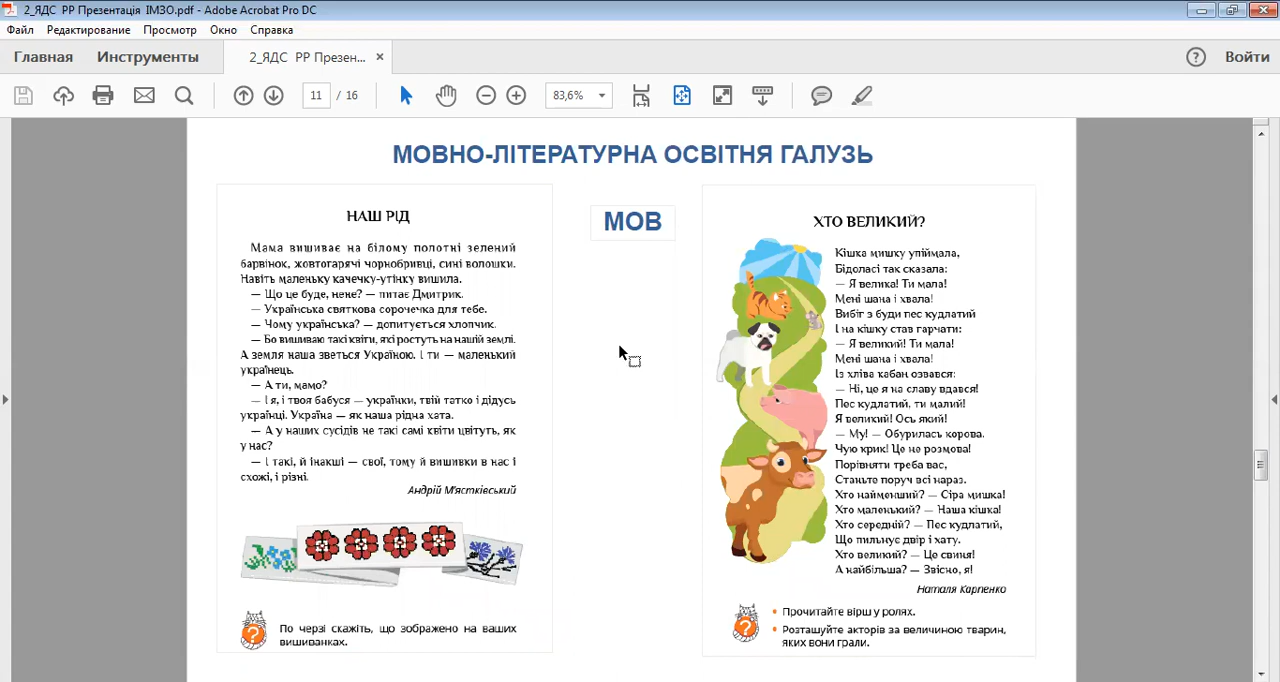 2_ЯДС РР Презентація ІМЗО.pdf - Adobe Acrobat Pro DC
Файл Редактирование Просмотр Окно Справка
Главная Инструменты 2_ЯДС РР Презен... × Войти
11 / 16 83,6%
МОВНО-ЛІТЕРАТУРНА ОСВІТНЯ ГАЛУЗЬ
МОВ
НАШ РІД
Мама вишиває на білому полотні зелений
барвінок, жовтогарячі чорнобривці, сині волошки.
Навіть маленьку качечку-утінку вишила.
— Що це буде, нене? — питає Дмитрик.
— Українська святкова сорочечка для тебе.
— Чому українська? — допитується хлопчик.
— Бо вишиваю такі квіти, які ростуть на нашій землі.
А земля наша зветься Україною. І ти — маленький
українець.
— А ти, мамо?
— І я, і твоя бабуся — українки, твій татко і дідусь
українці. Україна — як наша рідна хата.
— А у наших сусідів не такі самі квіти цвітуть, як
у нас?
— І такі, й інакші — свої, тому й вишивки в нас і
схожі, і різні.
Андрій М'ястківський
По черзі скажіть, що зображено на ваших
вишиванках.
ХТО ВЕЛИКИЙ?
Кішка мишку упіймала,
Бідоласі так сказала:
— Я велика! Ти мала!
Мені шана і хвала!
Вибіг з буди пес кудлатий
І на кішку став гарчати:
— Я великий! Ти мала!
Мені шана і хвала!
Із хліва кабан озвався:
— Ні, це я на славу вдався!
Пес кудлатий, ти малий!
Я великий! Ось який!
— Му! — Обурилась корова.
Чую крик! Це не розмова!
Порівняти треба вас,
Станьте поруч всі нараз.
Хто найменший? — Сіра мишка!
Хто маленький? — Наша кішка!
Хто середній? — Пес кудлатий,
Що пильнує двір і хату.
Хто великий? — Це свиня!
А найбільша? — Звісно, я!
Наталя Карпенко
• Прочитайте вірш у ролях.
• Розташуйте акторів за величиною тварин,
яких вони грали.